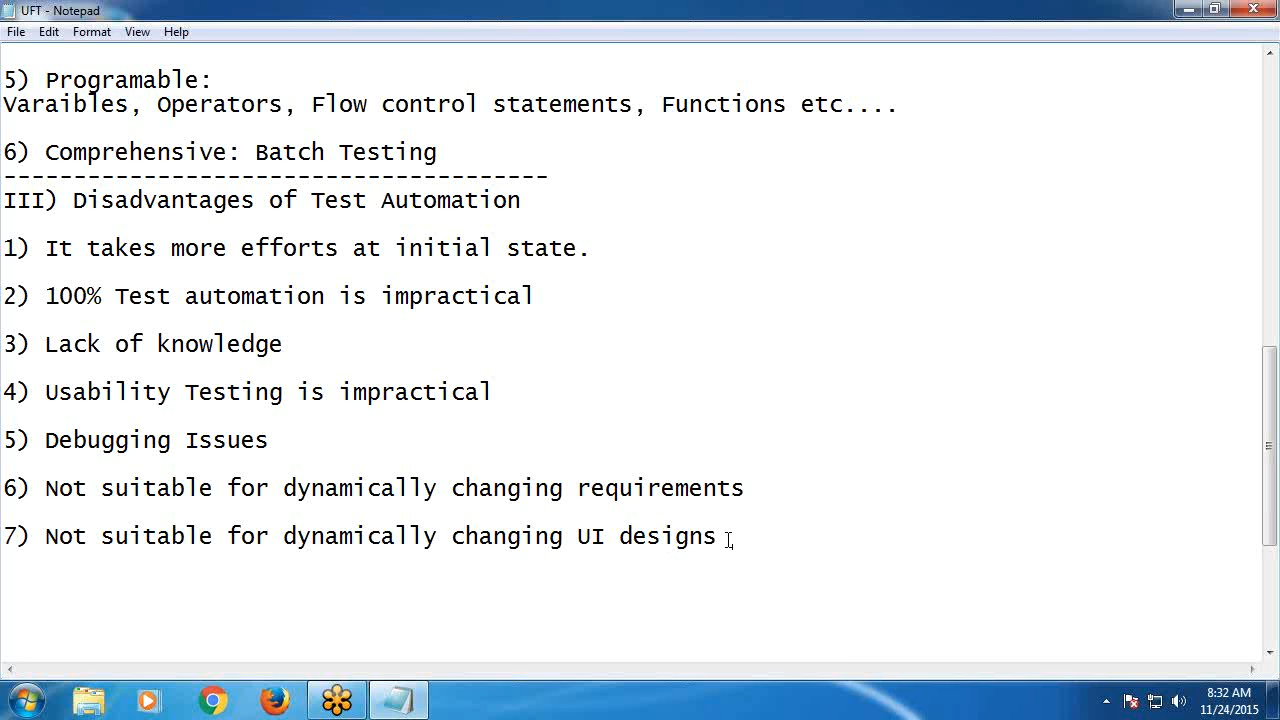 UFT - Notepad
File Edit Format View Help
5) Programable:
Varaibles, Operators, Flow control statements, Functions etc....
6) Comprehensive: Batch Testing
---------------------------------------
III) Disadvantages of Test Automation
1) It takes more efforts at initial state.
2) 100% Test automation is impractical
3) Lack of knowledge
4) Usability Testing is impractical
5) Debugging Issues
6) Not suitable for dynamically changing requirements
7) Not suitable for dynamically changing UI designs
8:32 AM
11/24/2015